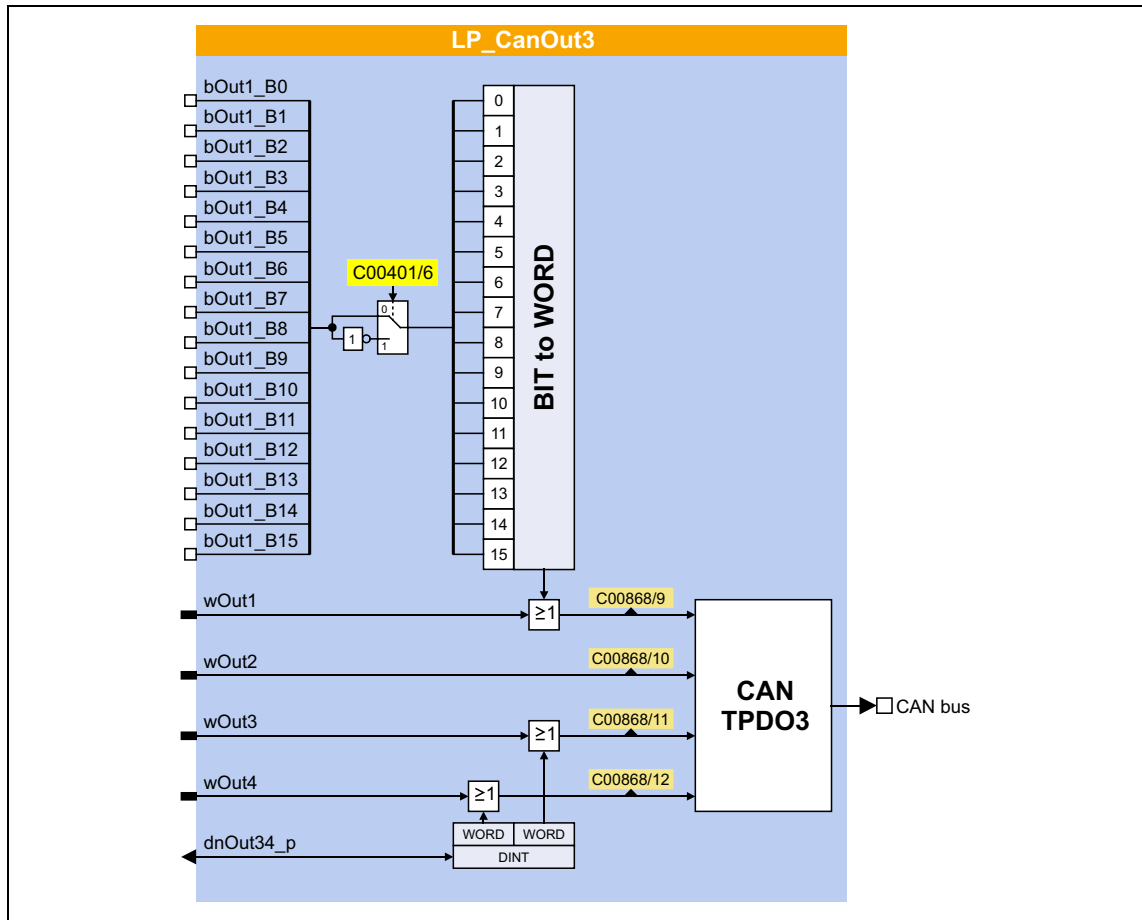 LP_CanOut3
bOut1_B0
bOut1_B1
bOut1_B2
bOut1_B3
bOut1_B4
bOut1_B5
bOut1_B6
bOut1_B7
bOut1_B8
bOut1_B9
bOut1_B10
bOut1_B11
bOut1_B12
bOut1_B13
bOut1_B14
bOut1_B15
C00401/6
0
1
1
0
1
2
3
4
5
6
7
8
9
10
11
12
13
14
15
BIT to WORD
wOut1
≥1
C00868/9
wOut2
C00868/10
wOut3
≥1
C00868/11
wOut4
≥1
C00868/12
dnOut34_p
WORD WORD
DINT
CAN
TPDO3
CAN bus